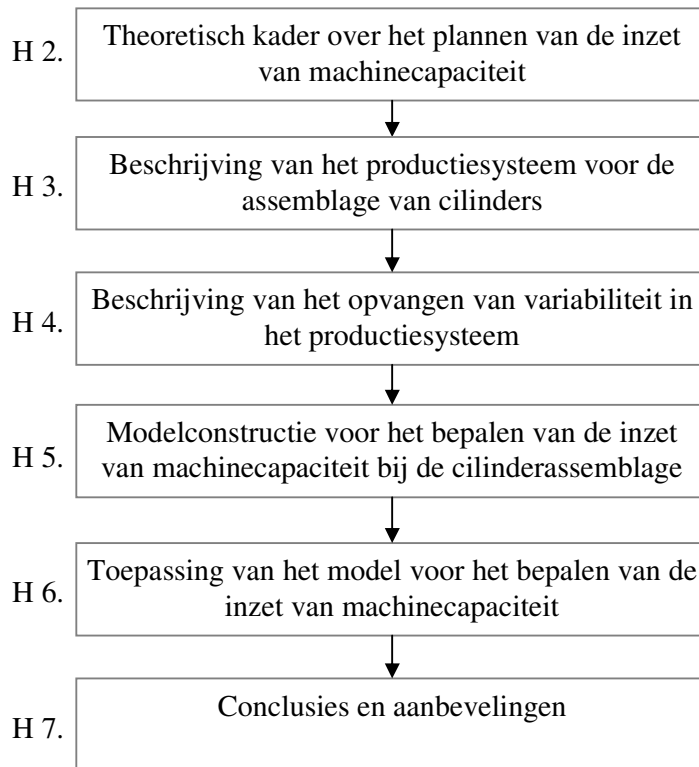 H 2.
Theoretisch kader over het plannen van de inzet
van machinecapaciteit
H 3.
Beschrijving van het productiesysteem voor de
assemblage van cilinders
H 4.
Beschrijving van het opvangen van variabiliteit in
het productiesysteem
H 5.
Modelconstructie voor het bepalen van de inzet
van machinecapaciteit bij de cilinderassemblage
H 6.
Toepassing van het model voor het bepalen van de
inzet van machinecapaciteit
H 7.
Conclusies en aanbevelingen